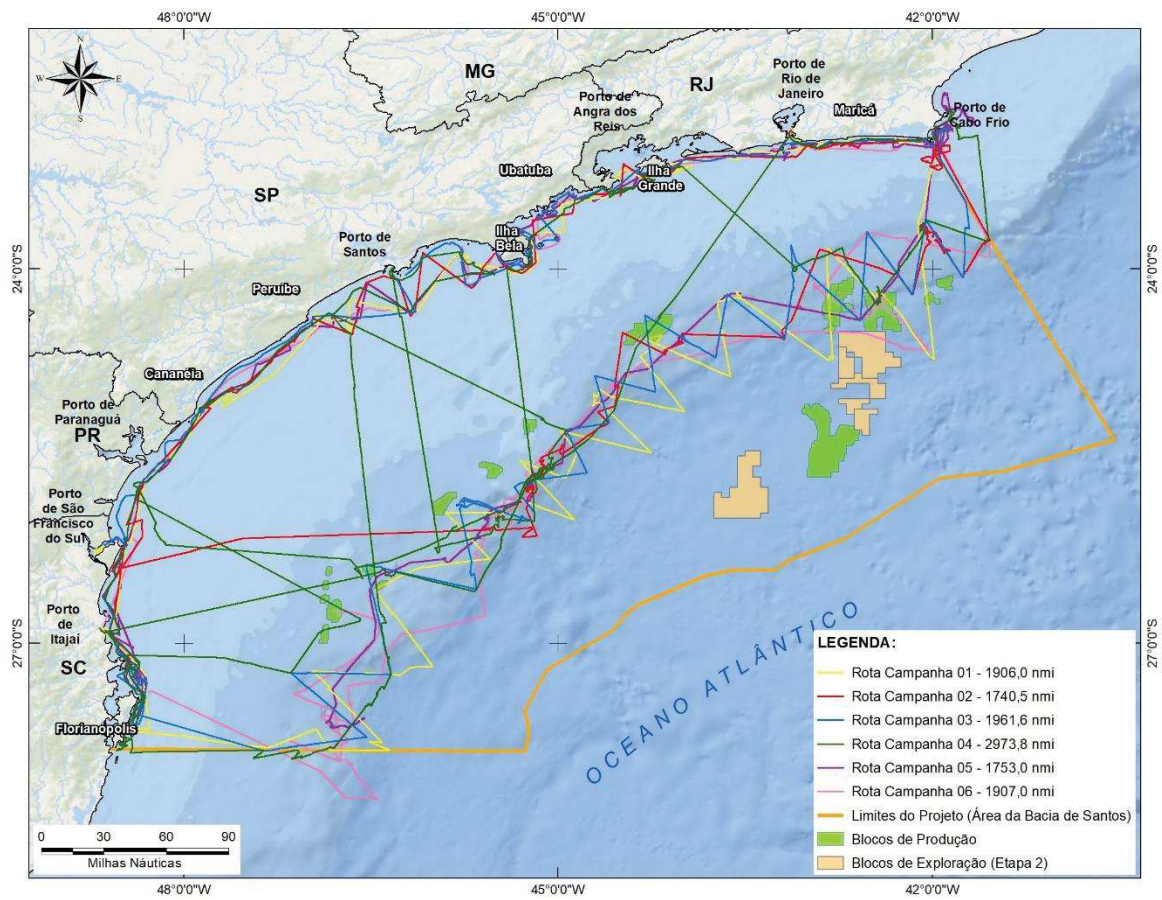 48°0'0"W
45°0'0"W
42°0'0"W
N
W
E
S
MG
RJ
Porto de
Rio de
Janeiro
Porto de
Angra dos
Reis
Maricá
Porto de
Cabo Frio
Ubatuba
Ilha
Grande
SP
Ilha
Bela
Porto de
Santos
24°0'0"S
24°0'0"S
Peruíbe
Cananéia
Porto de
Paranaguá
PR
Porto
de São
Francisco
do Sul
Porto
de
Itajaí
27°0'0"S
27°0'0"S
SC
Florianópolis
OCEANO ATLÂNTICO
LEGENDA:
Rota Campanha 01 - 1906,0 nmi
Rota Campanha 02 - 1740,5 nmi
Rota Campanha 03 - 1961,6 nmi
Rota Campanha 04 - 2973,8 nmi
Rota Campanha 05 - 1753,0 nmi
Rota Campanha 06 - 1907,0 nmi
Limites do Projeto (Área da Bacia de Santos)
Blocos de Produção
Blocos de Exploração (Etapa 2)
0 30 60 90
Milhas Náuticas
48°0'0"W
45°0'0"W
42°0'0"W